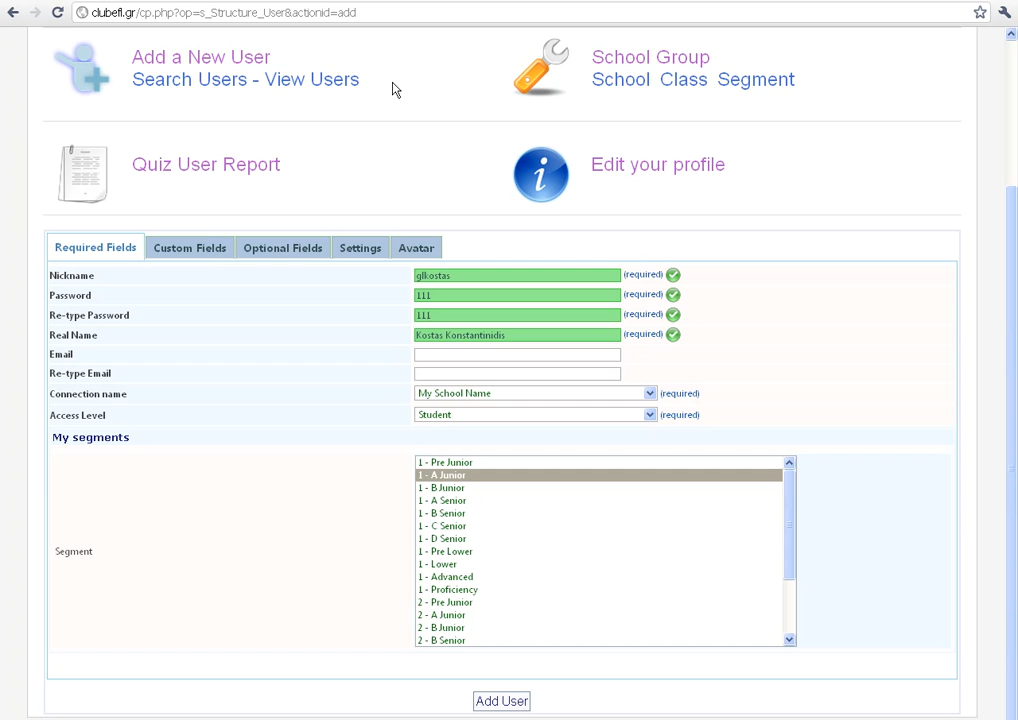 clubefl.gr/cp.php?op=s_Structure_User&actionid=add
Add a New User
Search Users - View Users
School Group
School Class Segment
Quiz User Report
Edit your profile
Required Fields Custom Fields Optional Fields Settings Avatar
Nickname glkostas (required)
Password 111 (required)
Re-type Password 111 (required)
Real Name Kostas Konstantinidis (required)
Email
Re-type Email
Connection name My School Name (required)
Access Level Student (required)
My segments
Segment
1 - Pre Junior
1 - A Junior
1 - B Junior
1 - A Senior
1 - B Senior
1 - C Senior
1 - D Senior
1 - Pre Lower
1 - Lower
1 - Advanced
1 - Proficiency
2 - Pre Junior
2 - A Junior
2 - B Junior
2 - B Senior
Add User